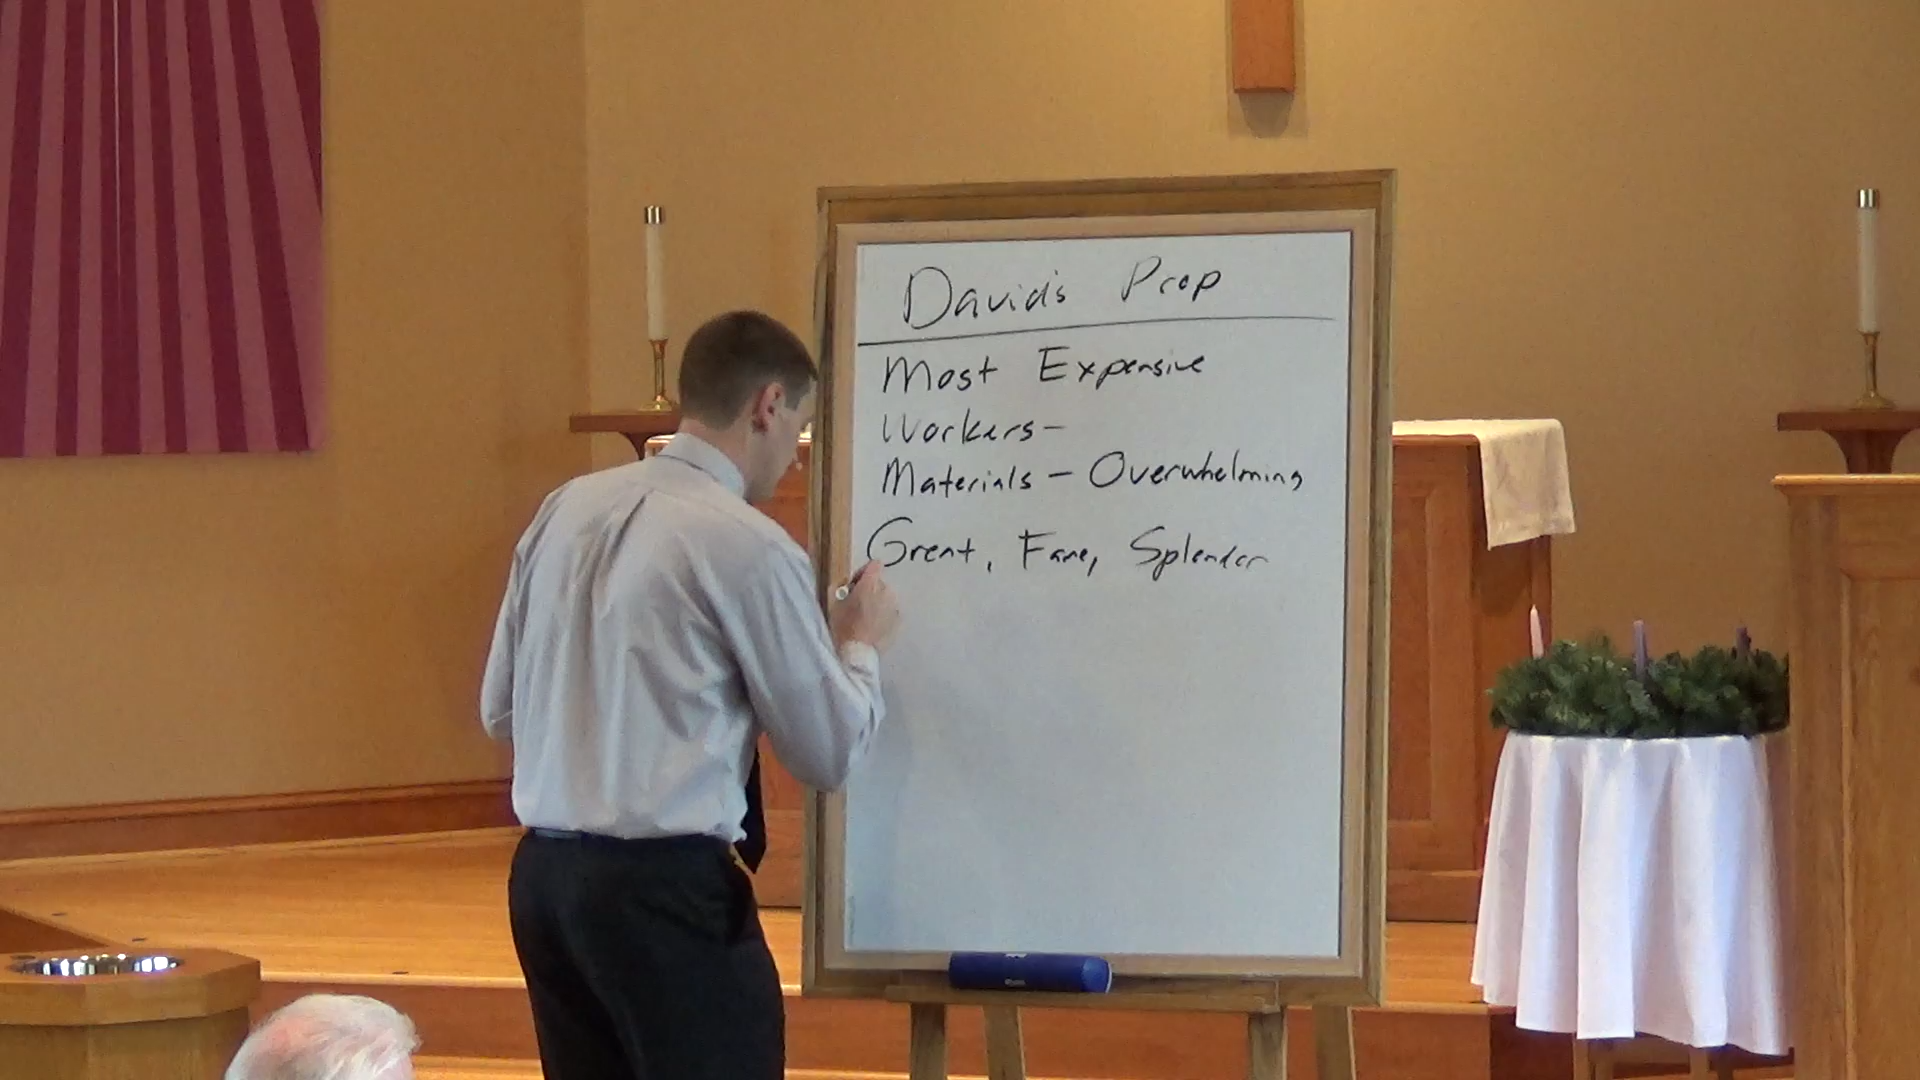 David's Prep
Most Expensive
Workers-
Materials - Overwhelming
Great, Fame, Splendor